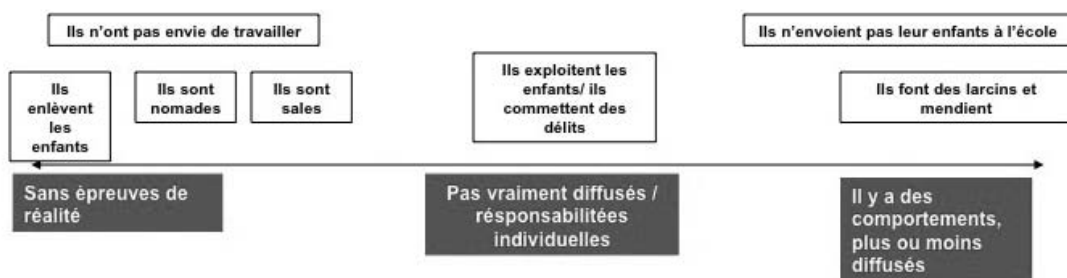 Ils n'ont pas envie de travailler
Ils n'envoient pas leur enfants à l'école
Ils
enlèvent
les
enfants
Ils sont
nomades
Ils sont
sales
Ils exploitent les
enfants/ ils
commettent des
délits
Ils font des larcins et
mendient
Sans épreuves de
réalité
Pas vraiment diffusés /
résponsabilitées
individuelles
Il y a des
comportements,
plus ou moins
diffusés